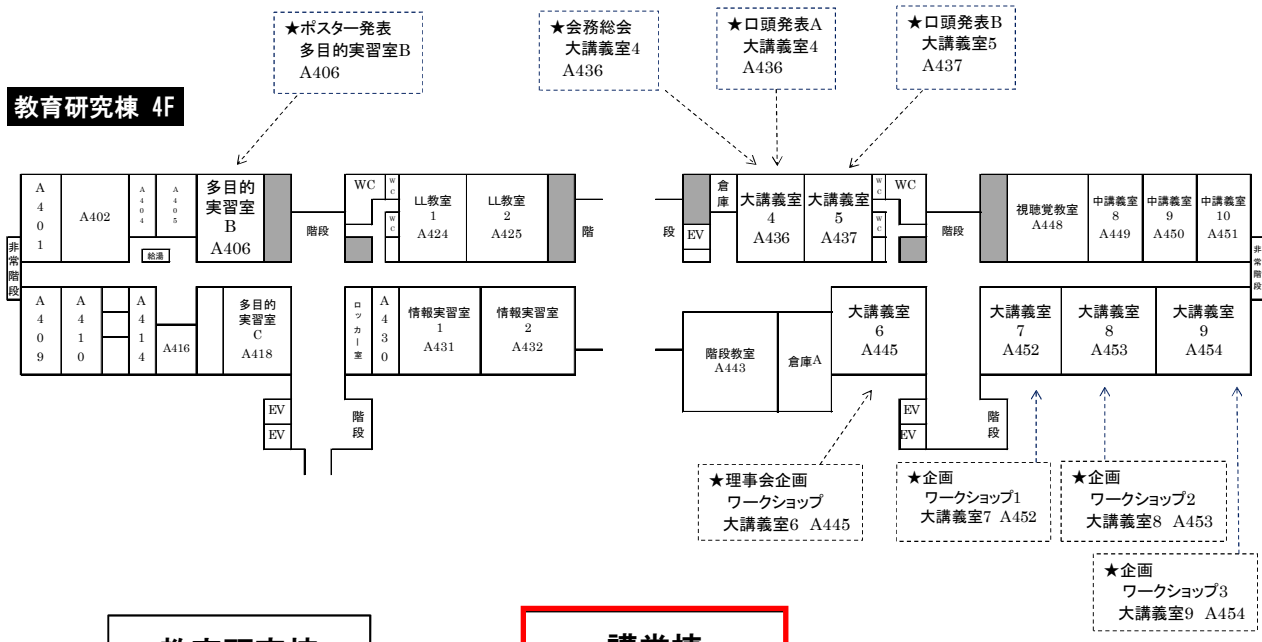 ★ポスター発表
多目的実習室B
A406
★会務総会
大講義室4
A436
★口頭発表A
大講義室4
A436
★口頭発表B
大講義室5
A437
教育研究棟 4F
A401
A402
A404
A405
多目的
実習室
B
A406
給湯
階段
WC
WC
WC
LL教室
1
A424
LL教室
2
A425
階
段
EV
倉庫
大講義室
4
A436
大講義室
5
A437
WC
WC
WC
階段
視聴覚教室
A448
中講義室
8
A449
中講義室
9
A450
中講義室
10
A451
非常階段
非常階段
A409
A410
A414
A416
多目的
実習室
C
A418
ロッカー室
A430
情報実習室
1
A431
情報実習室
2
A432
階段教室
A443
倉庫A
大講義室
6
A445
大講義室
7
A452
大講義室
8
A453
大講義室
9
A454
EV
EV
階段
EV
EV
階段
★理事会企画
ワークショップ
大講義室6 A445
★企画
ワークショップ1
大講義室7 A452
★企画
ワークショップ2
大講義室8 A453
★企画
ワークショップ3
大講義室9 A454
教育研究棟
講堂棟